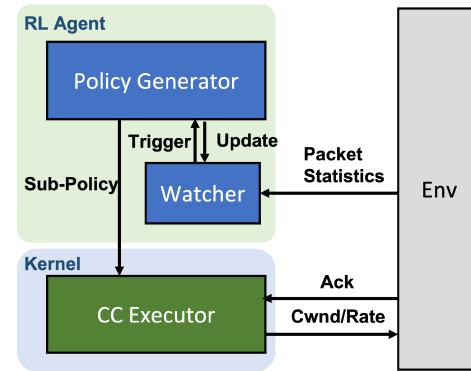 RL Agent
Policy Generator
Trigger
Update
Sub-Policy
Watcher
Packet
Statistics
Env
Kernel
CC Executor
Ack
Cwnd/Rate